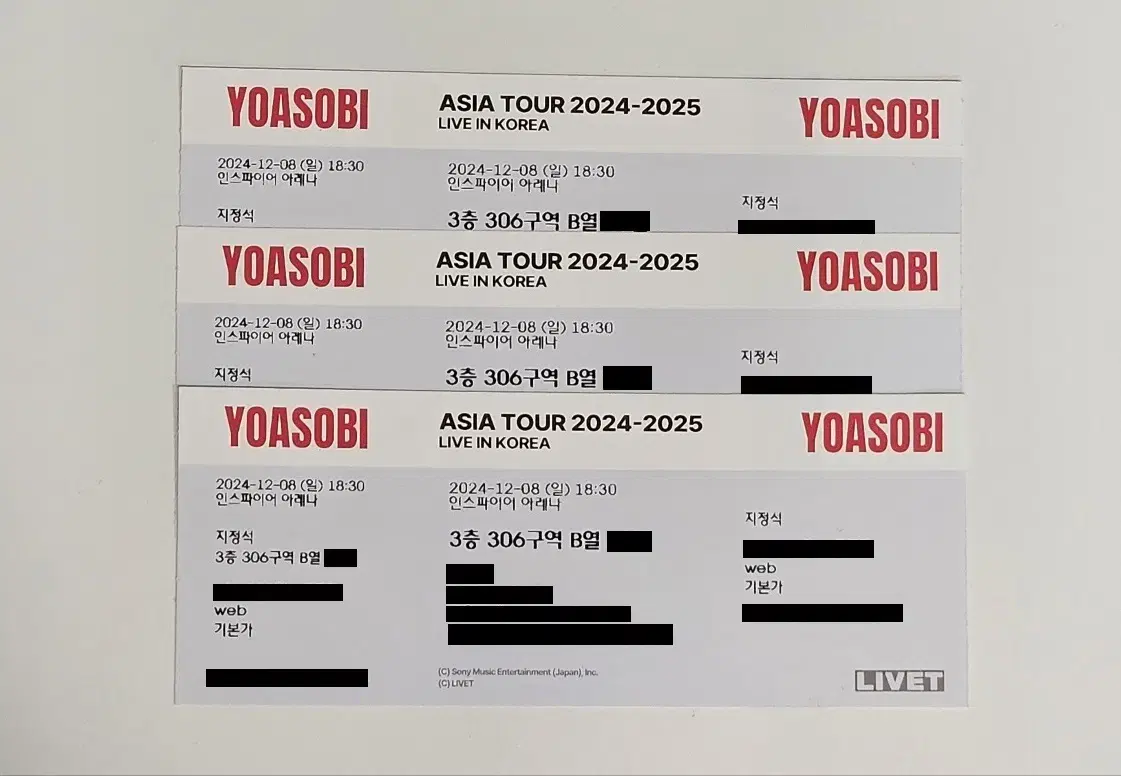 YOASOBI
ASIA TOUR 2024-2025
LIVE IN KOREA
YOASOBI
2024-12-08 (일) 18:30
인스파이어 아레나
지정석
2024-12-08 (일) 18:30
인스파이어 아레나
3층 306구역 B열
지정석
YOASOBI
ASIA TOUR 2024-2025
LIVE IN KOREA
YOASOBI
2024-12-08 (일) 18:30
인스파이어 아레나
지정석
2024-12-08 (일) 18:30
인스파이어 아레나
3층 306구역 B열
지정석
YOASOBI
ASIA TOUR 2024-2025
LIVE IN KOREA
YOASOBI
2024-12-08 (일) 18:30
인스파이어 아레나
지정석
3층 306구역 B열
web
기본가
2024-12-08 (일) 18:30
인스파이어 아레나
3층 306구역 B열
(C) Sony Music Entertainment (Japan), Inc.
(C) LIVET
지정석
web
기본가
LIVET